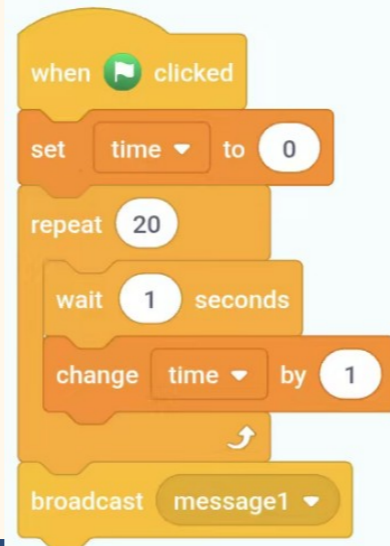 when clicked
set time to 0
repeat 20
wait 1 seconds
change time by 1
broadcast message1